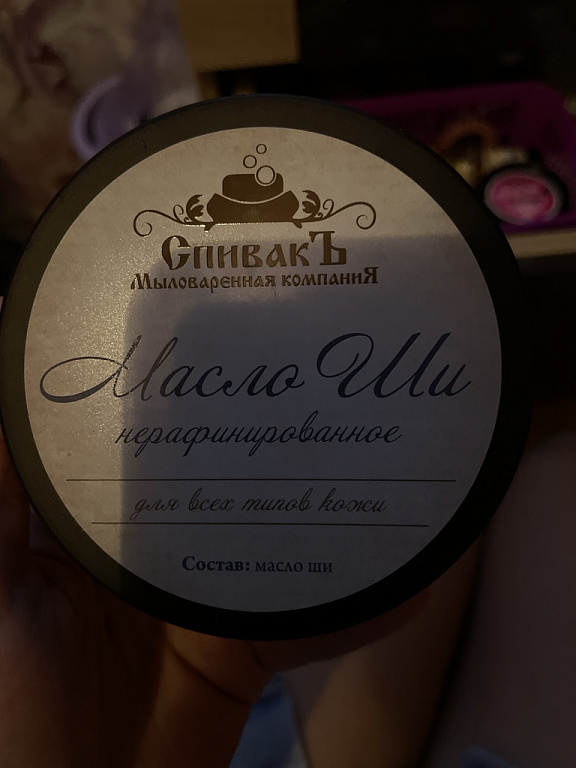 СпивакЪ
Мыловаренная компаниЯ
Масло Ши
нерафинированное
для всех типов кожи
Состав: масло ши